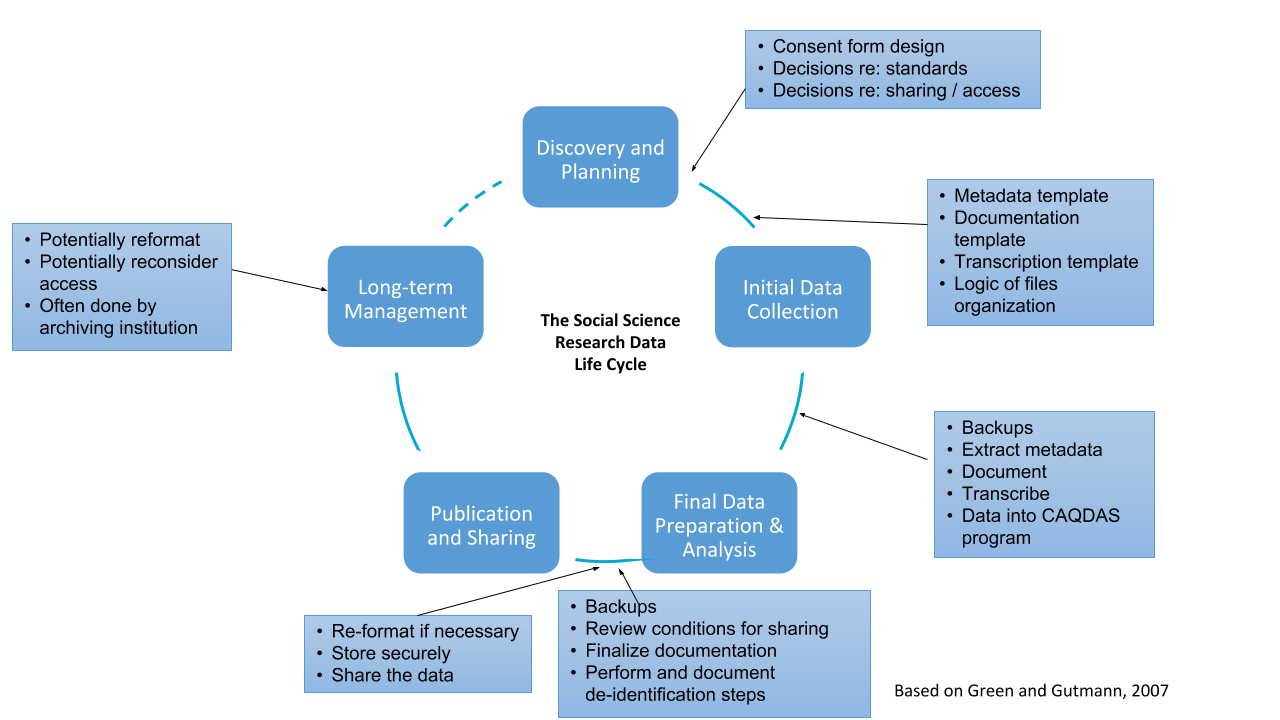 • Consent form design
• Decisions re: standards
• Decisions re: sharing / access
Discovery and
Planning
• Metadata template
• Documentation
template
• Transcription template
• Logic of files
organization
• Potentially reformat
• Potentially reconsider
access
• Often done by
archiving institution
Long-term
Management
Initial Data
Collection
The Social Science
Research Data
Life Cycle
• Backups
• Extract metadata
• Document
• Transcribe
• Data into CAQDAS
program
Publication
and Sharing
Final Data
Preparation &
Analysis
• Re-format if necessary
• Store securely
• Share the data
• Backups
• Review conditions for sharing
• Finalize documentation
• Perform and document
de-identification steps
Based on Green and Gutmann, 2007